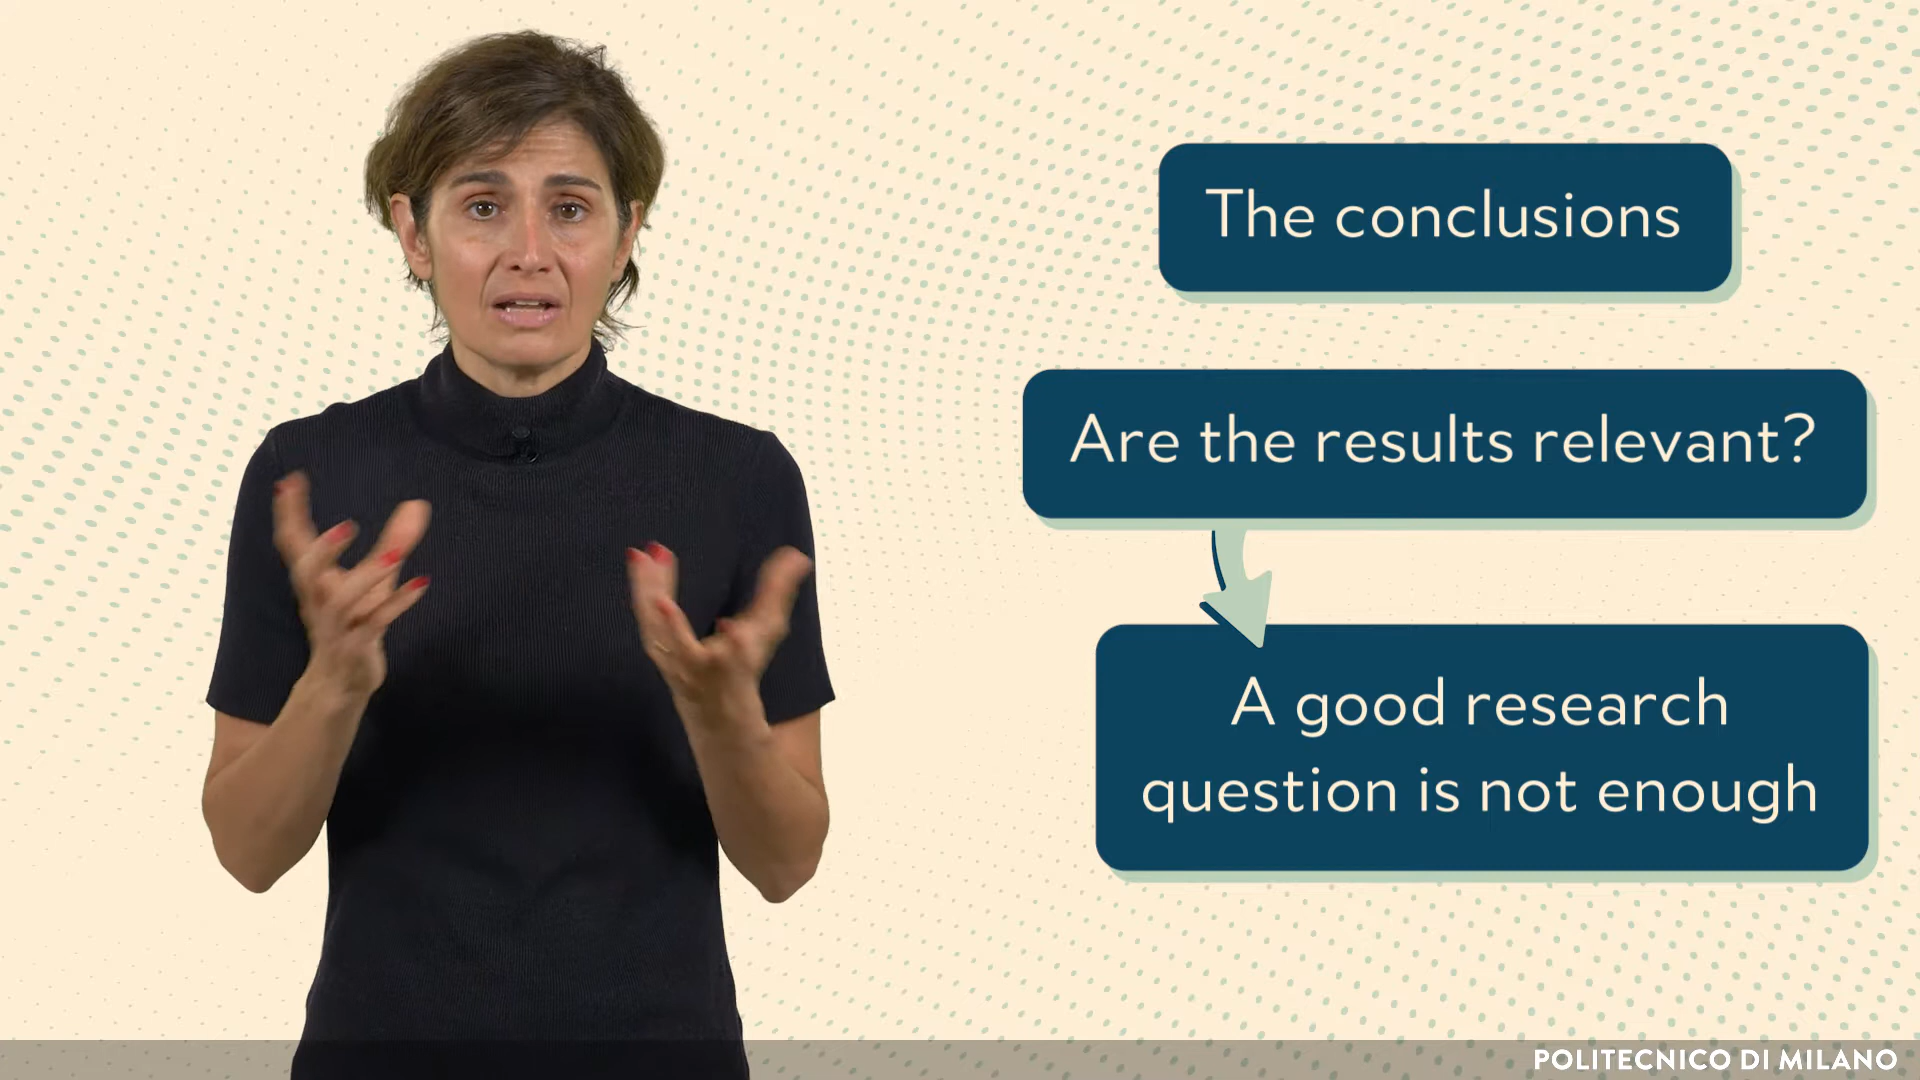 The conclusions
Are the results relevant?
A good research
question is not enough
POLITECNICO DI MILANO